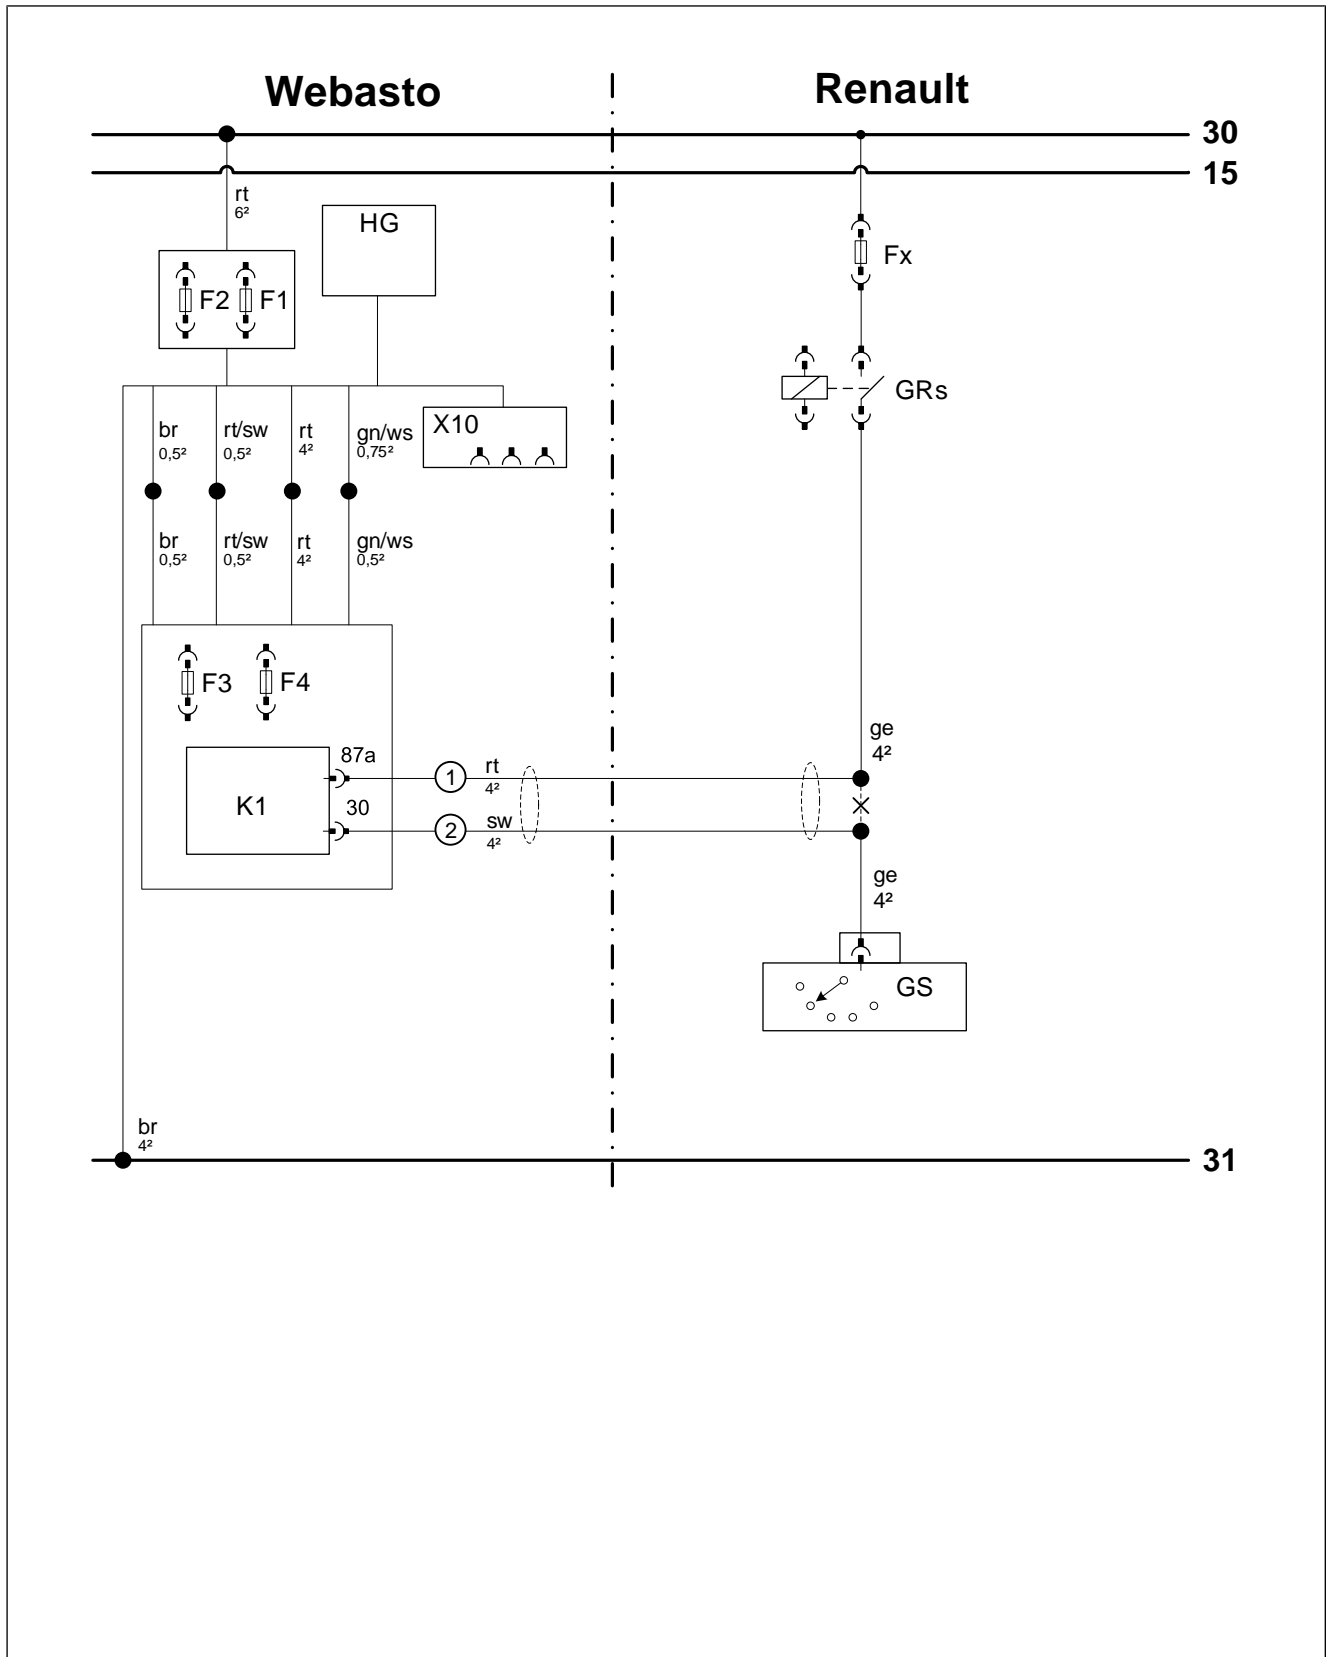 Webasto
Renault
30
15
rt
6²
HG
Fx
F2
F1
GRs
X10
br
0,5²
rt/sw
0,5²
rt
4²
gn/ws
0,75²
br
0,5²
rt/sw
0,5²
rt
4²
gn/ws
0,5²
F3
F4
ge
4²
87a
1
rt
4²
K1
30
2
sw
4²
ge
4²
GS
br
4²
31